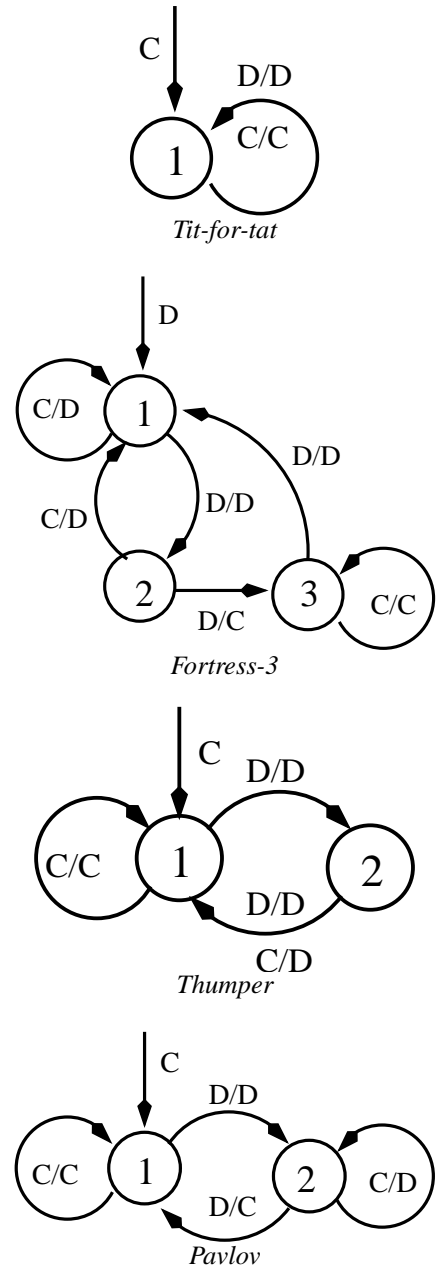 C
D/D
C/C
1
Tit-for-tat
D
C/D
1
D/D
C/D
D/D
2
3
C/C
D/C
Fortress-3
C
D/D
C/C
1
2
D/D
C/D
Thumper
C
D/D
C/C
1
2
C/D
D/C
Pavlov